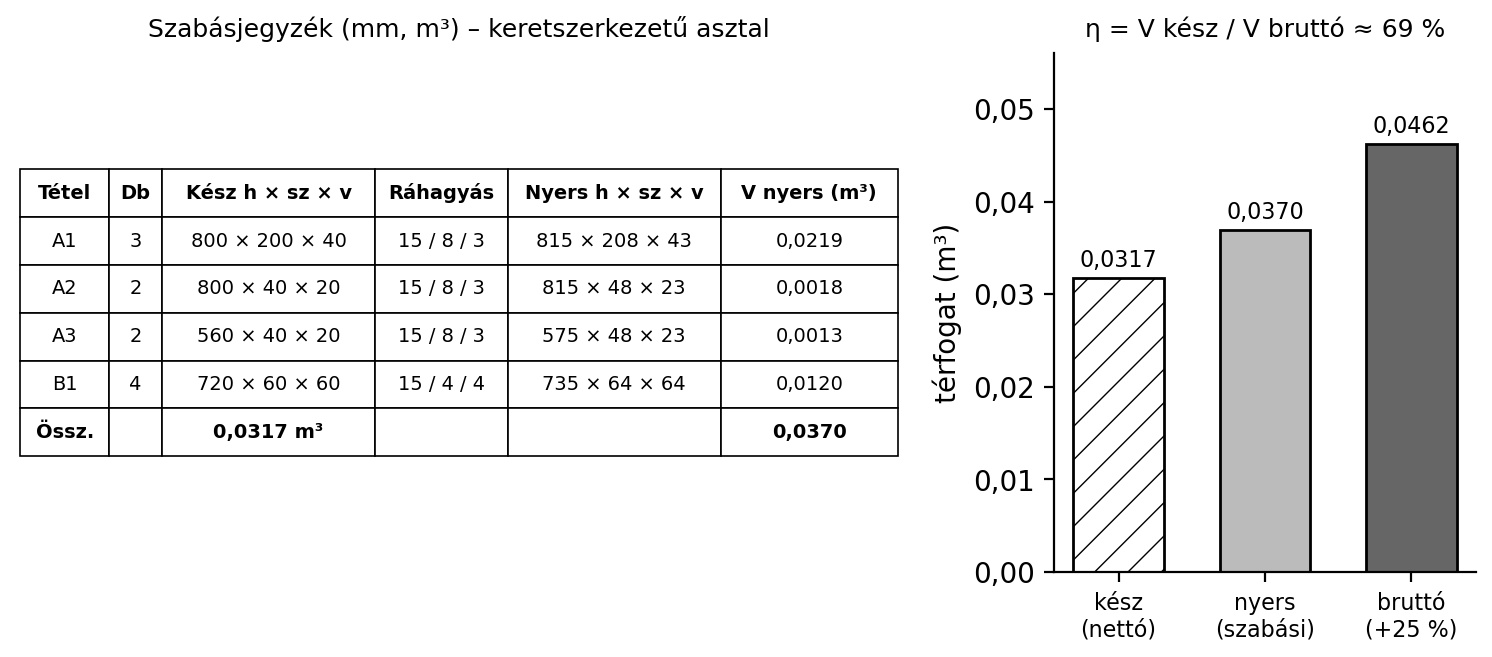 Szabásjegyzék (mm, m³) – keretszerkezetű asztal
Tétel Db Kész h × sz × v Ráhagyás Nyers h × sz × v V nyers (m³)
A1 3 800 × 200 × 40 15 / 8 / 3 815 × 208 × 43 0,0219
A2 2 800 × 40 × 20 15 / 8 / 3 815 × 48 × 23 0,0018
A3 2 560 × 40 × 20 15 / 8 / 3 575 × 48 × 23 0,0013
B1 4 720 × 60 × 60 15 / 4 / 4 735 × 64 × 64 0,0120
Össz. 0,0317 m³ 0,0370
η = V kész / V bruttó ≈ 69 %
térfogat (m³)
0,05
0,04
0,03
0,02
0,01
0,00
0,0317
0,0370
0,0462
kész
(nettó)
nyers
(szabási)
bruttó
(+25 %)